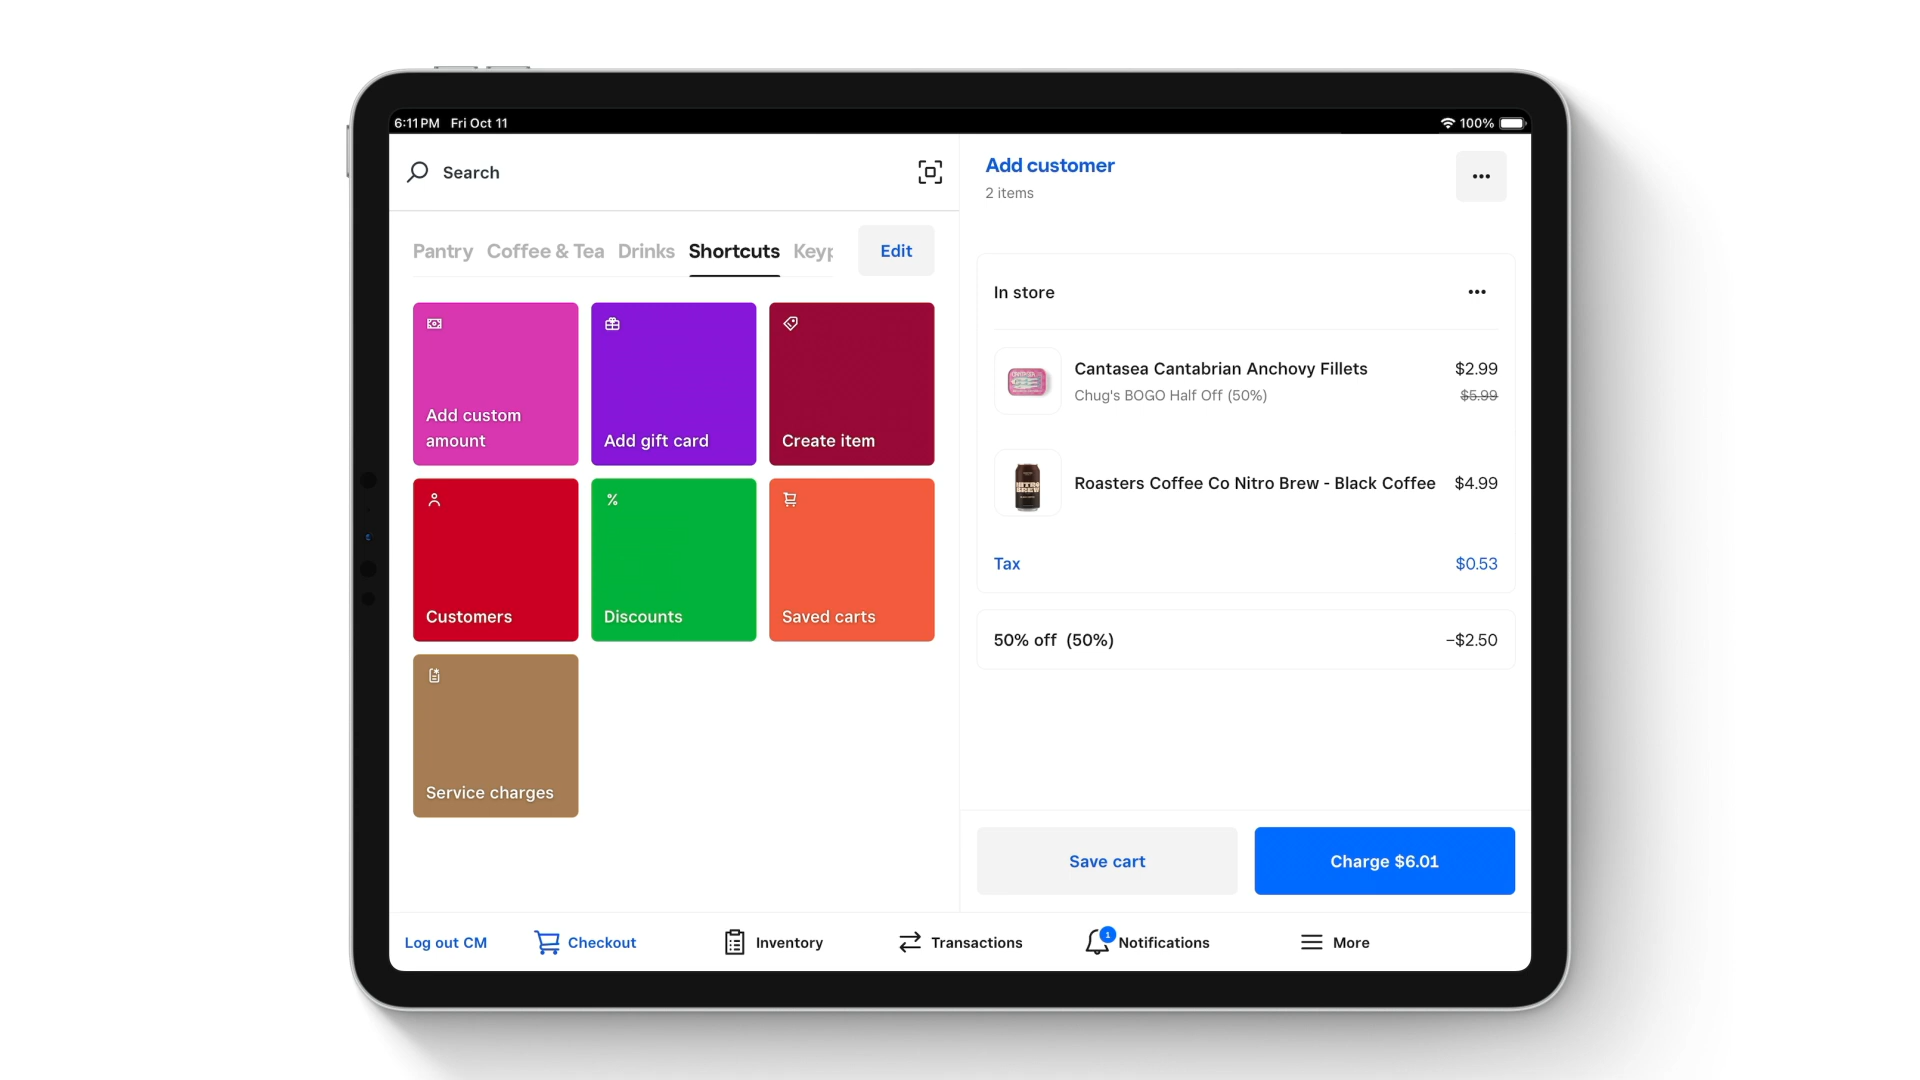 6:11 PM Fri Oct 11
100%
Search
Pantry
Coffee & Tea
Drinks
Shortcuts
Keyp
Edit
Add custom
amount
Add gift card
Create item
Customers
%
Discounts
Saved carts
Service charges
Add customer
2 items
In store
Cantasea Cantabrian Anchovy Fillets
$2.99
Chug's BOGO Half Off (50%)
$5.99
NITRO
BREW
Roasters Coffee Co Nitro Brew - Black Coffee
$4.99
Tax
$0.53
50% off (50%)
–$2.50
Save cart
Charge $6.01
Log out CM
Checkout
Inventory
Transactions
1
Notifications
More